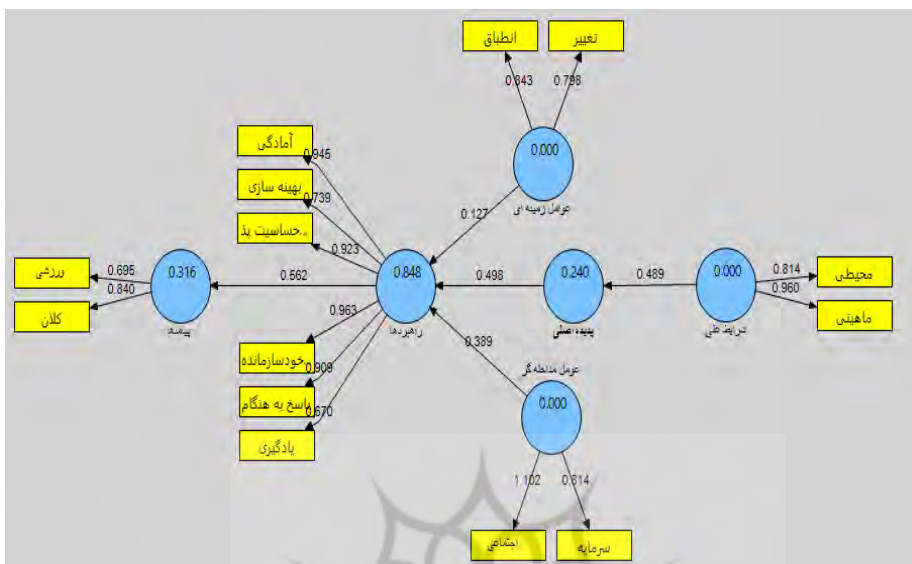 انطباق
تغییر
0.843
0.798
0.000
عوامل زمینه ای
0.127
آمادگی
0.945
بهینه سازی
0.739
حساسیت پذ...
0.923
ورزشی
0.695
کلان
0.840
0.316
پیامدها
0.562
0.848
راهبردها
0.498
0.240
پدیده اصلی
0.489
0.000
شرایط علی
محیطی
0.814
ماهیتی
0.960
خودسازمانده...
0.963
پاسخ به هنگام
0.909
یادگیری
0.670
0.389
عومل مداخله گر
0.000
1.102
0.814
اجتماعی
سرمایه